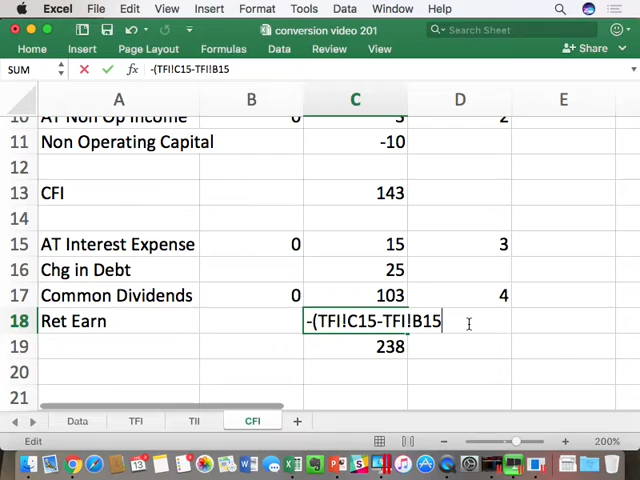 Excel File Edit View Insert Format Tools Data Window Help
conversion video 201
Search Sheet
Home Insert Page Layout Formulas Data Review View Share
SUM fx -(TFI!C15-TFI!B15
A B C D E
10 AT Non Op Income 0 3 2
11 Non Operating Capital -10
12
13 CFI 143
14
15 AT Interest Expense 0 15 3
16 Chg in Debt 25
17 Common Dividends 0 103 4
18 Ret Earn -(TFI!C15-TFI!B15
19 238
20
21
Data TFI TII CFI
Edit 200%